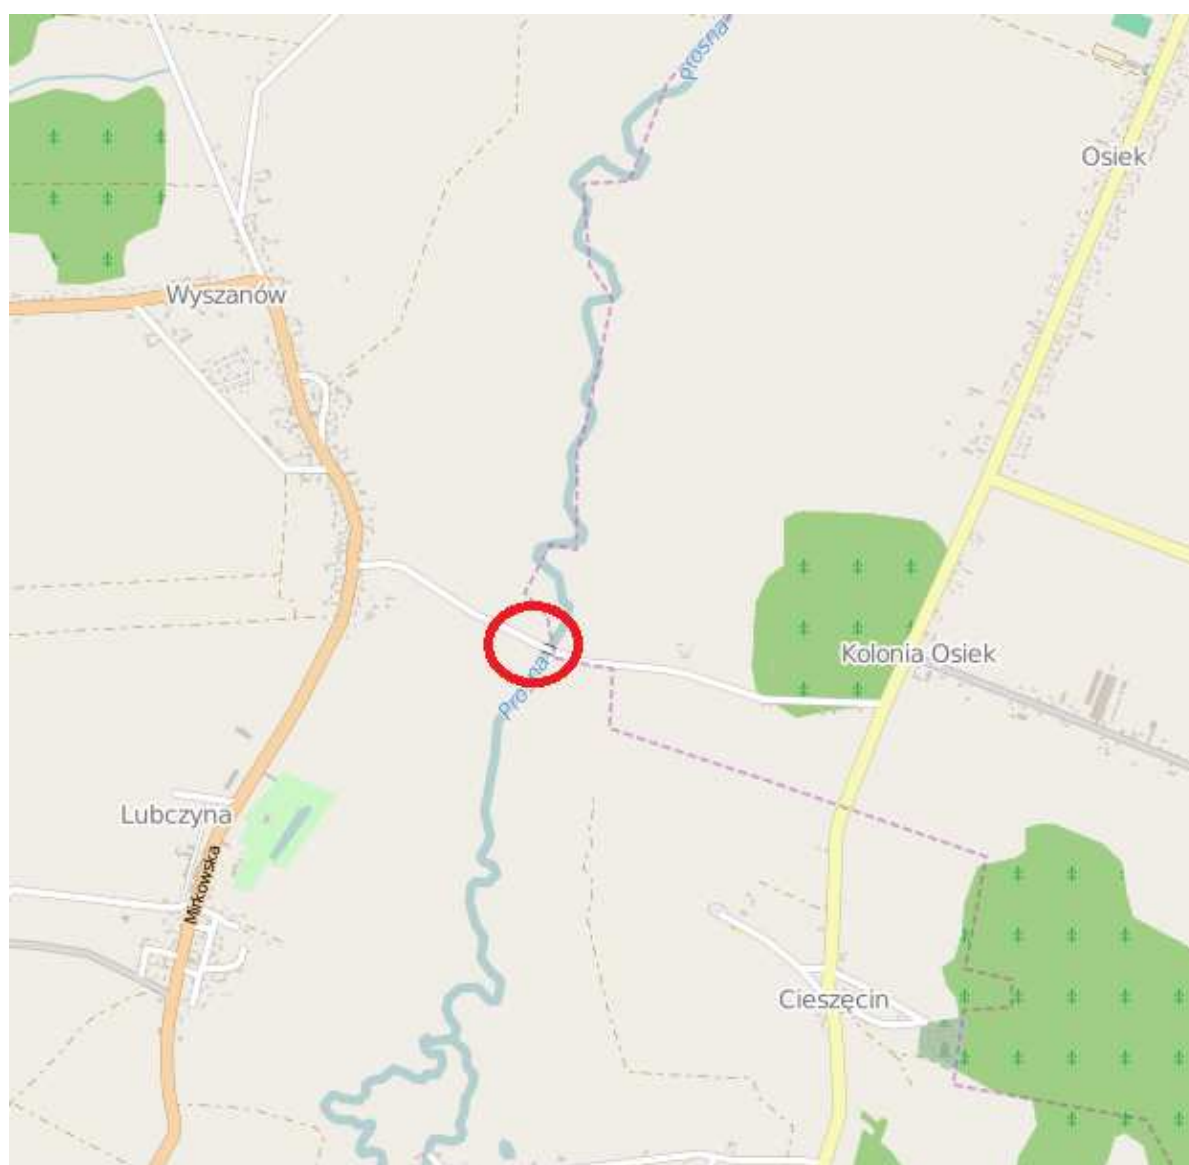 Prosna
Osiek
Wyszanów
Kolonia Osiek
Prosna
Lubczyna
Mirkowska
Cieszęcin